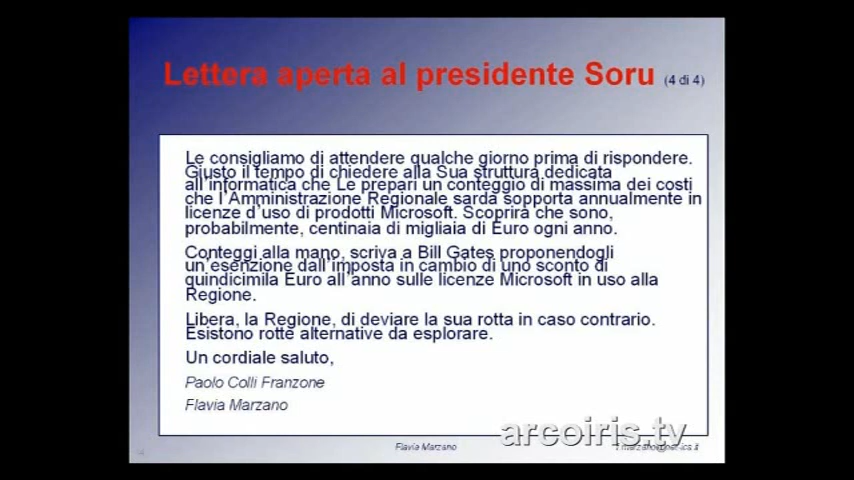 Lettera aperta al presidente Soru (4 di 4)
Le consigliamo di attendere qualche giorno prima di rispondere.
Giusto il tempo di chiedere alla Sua struttura dedicata
all'informatica che Le prepari un conteggio di massima dei costi
che l'Amministrazione Regionale sarda sopporta annualmente in
licenze d'uso di prodotti Microsoft. Scoprirà che sono,
probabilmente, centinaia di migliaia di Euro ogni anno.
Conteggi alla mano, scriva a Bill Gates proponendogli
un'esenzione dall'imposta in cambio di uno sconto di
quindicimila Euro all'anno sulle licenze Microsoft in uso alla
Regione.
Libera, la Regione, di deviare la sua rotta in caso contrario.
Esistono rotte alternative da esplorare.
Un cordiale saluto,
Paolo Colli Franzone
Flavia Marzano
arcoiris.tv
Flavia Marzano